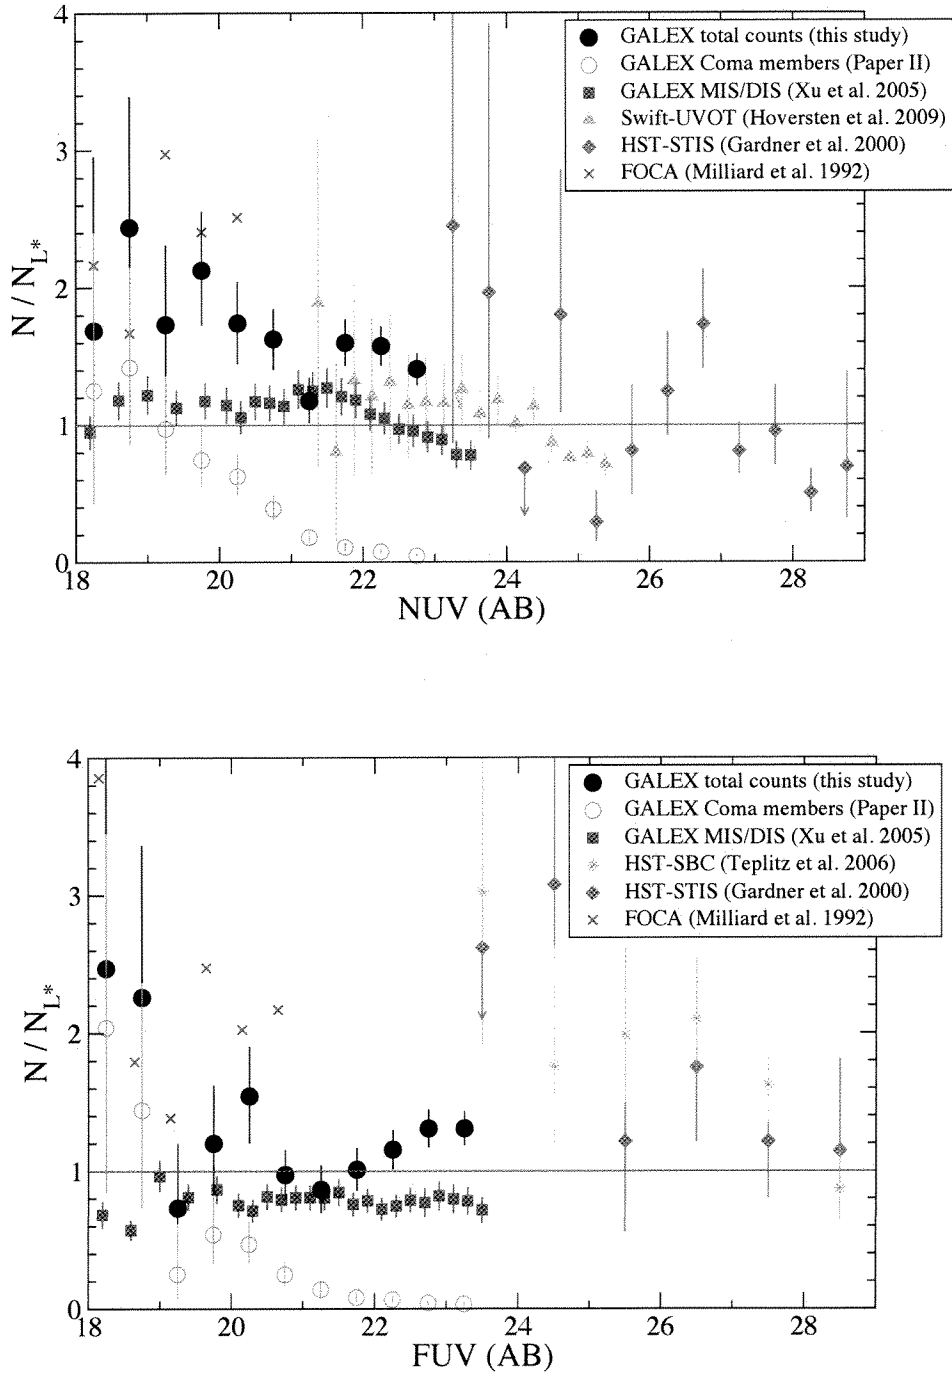 4
3
2
1
0
N / N_L*
18
20
22
24
26
28
NUV (AB)
GALEX total counts (this study)
GALEX Coma members (Paper II)
GALEX MIS/DIS (Xu et al. 2005)
Swift-UVOT (Hoversten et al. 2009)
HST-STIS (Gardner et al. 2000)
FOCA (Milliard et al. 1992)
4
3
2
1
0
N / N_L*
18
20
22
24
26
28
FUV (AB)
GALEX total counts (this study)
GALEX Coma members (Paper II)
GALEX MIS/DIS (Xu et al. 2005)
HST-SBC (Teplitz et al. 2006)
HST-STIS (Gardner et al. 2000)
FOCA (Milliard et al. 1992)